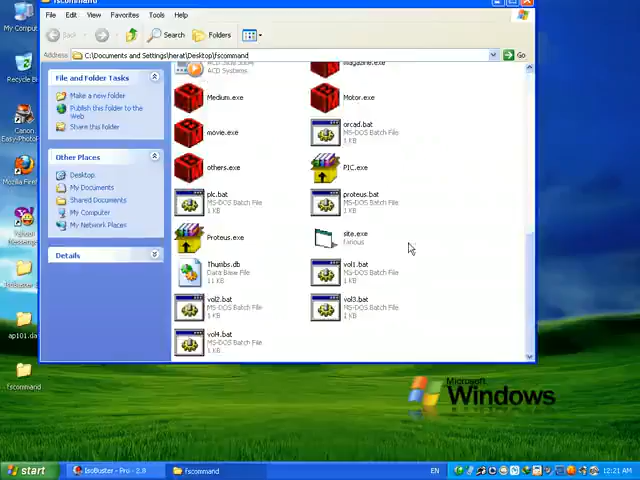 fscommand
File Edit View Favorites Tools Help
Back Search Folders
Address C:\Documents and Settings\herat\Desktop\fscommand Go
My Compu
Recycle B
Canon
Easy-PhotoP
Mozilla Firef
Yahoo!
Messeng
ap101.da
fscommand
File and Folder Tasks
Make a new folder
Publish this folder to the
Web
Share this folder
Other Places
Desktop
My Documents
Shared Documents
My Computer
My Network Places
Details
ACD Systems
magazine.exe
Medium.exe
Motor.exe
movie.exe
orcad.bat
MS-DOS Batch File
1 KB
others.exe
PIC.exe
plc.bat
MS-DOS Batch File
1 KB
proteus.bat
MS-DOS Batch File
1 KB
Proteus.exe
site.exe
Thumbs.db
Data Base File
11 KB
vol1.bat
MS-DOS Batch File
1 KB
vol2.bat
MS-DOS Batch File
1 KB
vol3.bat
MS-DOS Batch File
1 KB
vol4.bat
MS-DOS Batch File
1 KB
Microsoft
Windows
start
IsoBuster - Pro - 2.0
fscommand
EN
12:21 AM